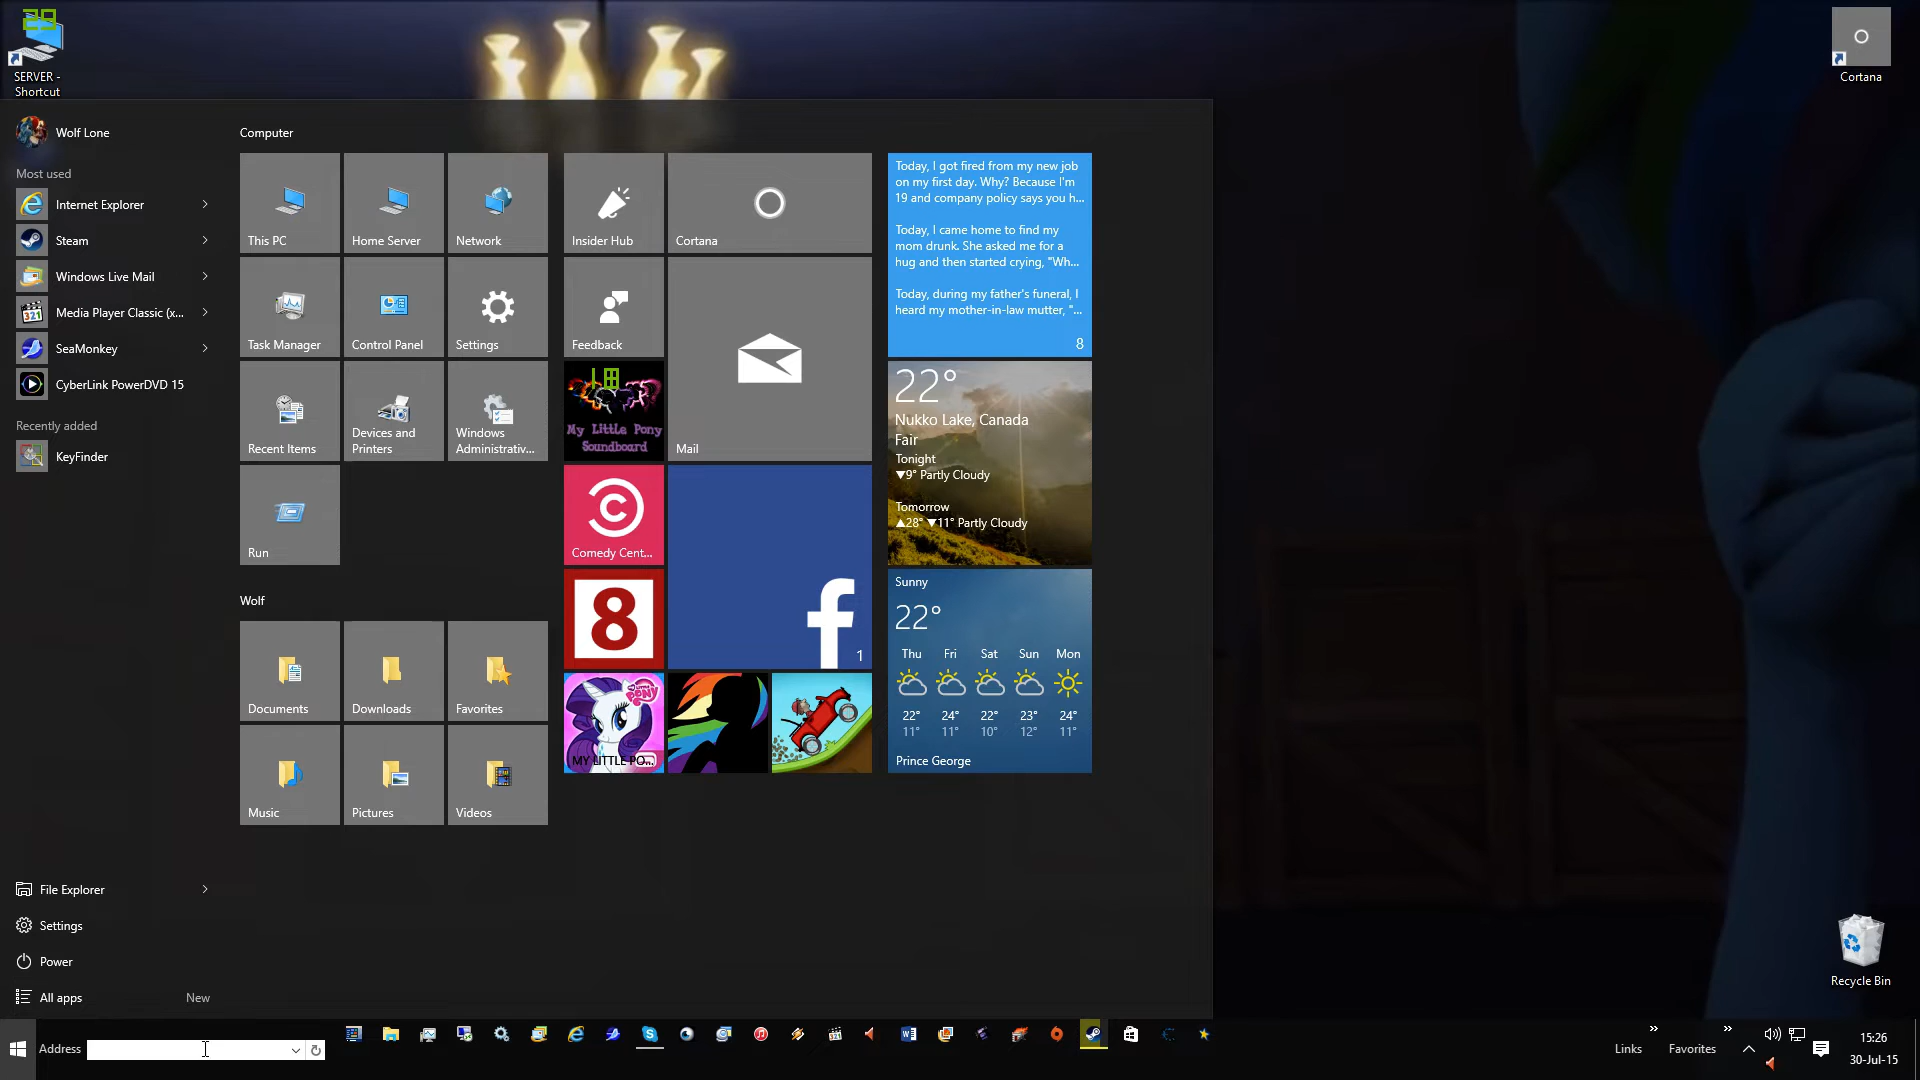 29
SERVER -
Shortcut
Cortana
Wolf Lone
Most used
Internet Explorer
Steam
Windows Live Mail
Media Player Classic (x...
321
SeaMonkey
CyberLink PowerDVD 15
Recently added
KeyFinder
File Explorer
Settings
Power
All apps
New
Computer
This PC
Home Server
Network
Task Manager
Control Panel
Settings
Recent Items
Devices and
Printers
Windows
Administrativ...
Run
Wolf
Documents
Downloads
Favorites
Music
Pictures
Videos
Insider Hub
Cortana
Feedback
Mail
My Little Pony
Soundboard
Comedy Cent...
8
f
1
MY LITTLE PO...
Today, I got fired from my new job
on my first day. Why? Because I'm
19 and company policy says you h...
Today, I came home to find my
mom drunk. She asked me for a
hug and then started crying, "Wh...
Today, during my father's funeral, I
heard my mother-in-law mutter, "...
8
22°
Nukko Lake, Canada
Fair
Tonight
▼9° Partly Cloudy
Tomorrow
▲28° ▼11° Partly Cloudy
Sunny
22°
Thu Fri Sat Sun Mon
22° 24° 22° 23° 24°
11° 11° 10° 12° 11°
Prince George
Recycle Bin
Address
Links
Favorites
15:26
30-Jul-15